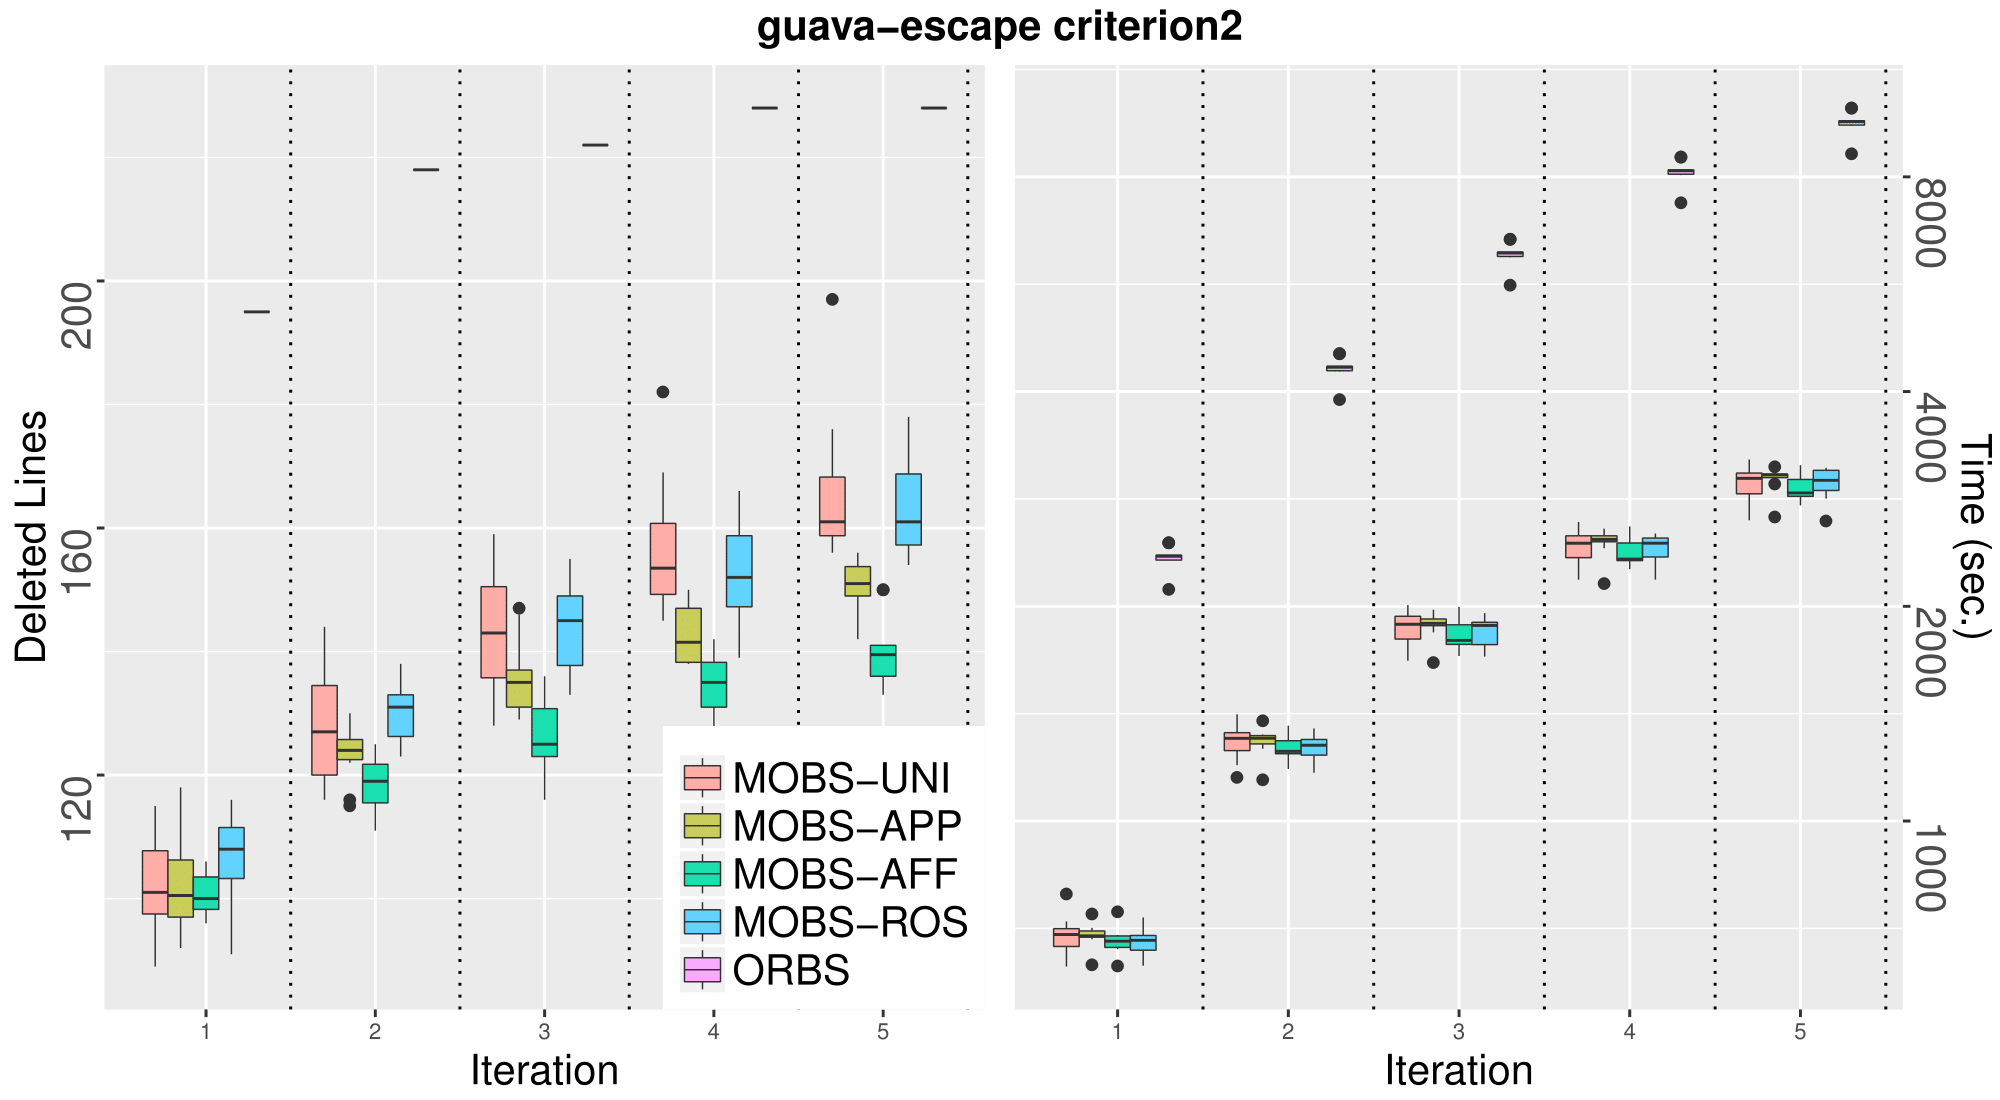 guava−escape criterion2
Deleted Lines
200
160
120
1
2
3
4
5
Iteration
MOBS−UNI
MOBS−APP
MOBS−AFF
MOBS−ROS
ORBS
8000
4000
2000
1000
Time (sec.)
1
2
3
4
5
Iteration